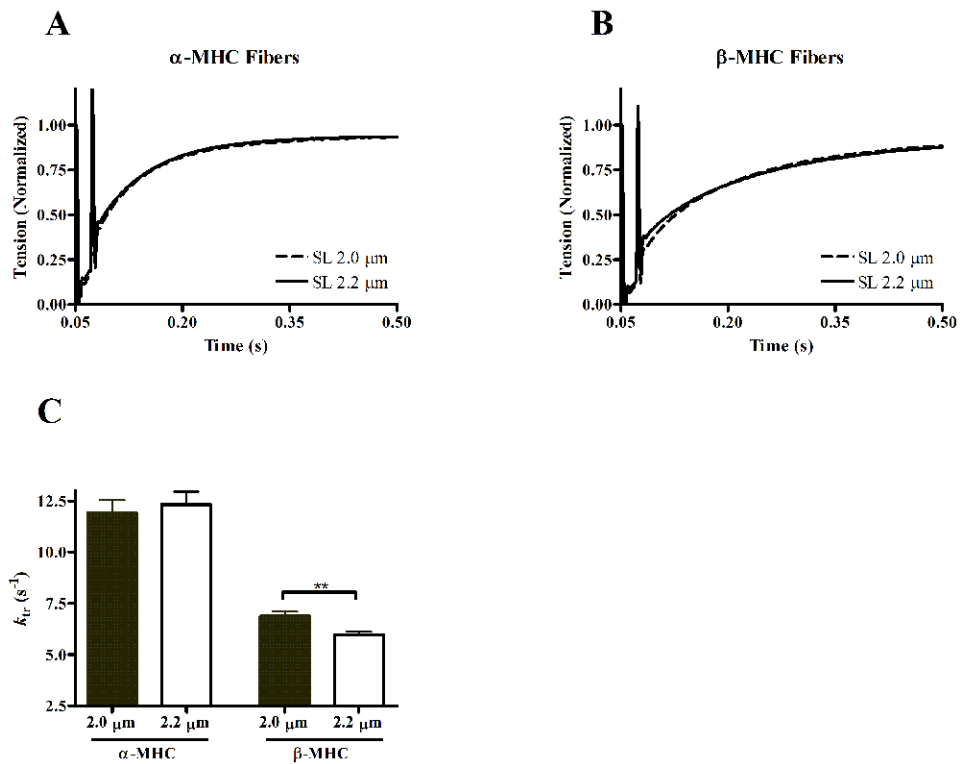 A
α-MHC Fibers
Tension (Normalized)
1.00
0.75
0.50
0.25
0.00
SL 2.0 μm
SL 2.2 μm
0.05 0.20 0.35 0.50
Time (s)
B
β-MHC Fibers
Tension (Normalized)
1.00
0.75
0.50
0.25
0.00
SL 2.0 μm
SL 2.2 μm
0.05 0.20 0.35 0.50
Time (s)
C
k_tr (s⁻¹)
12.5
10.0
7.5
5.0
2.5
**
2.0 μm 2.2 μm 2.0 μm 2.2 μm
α-MHC β-MHC